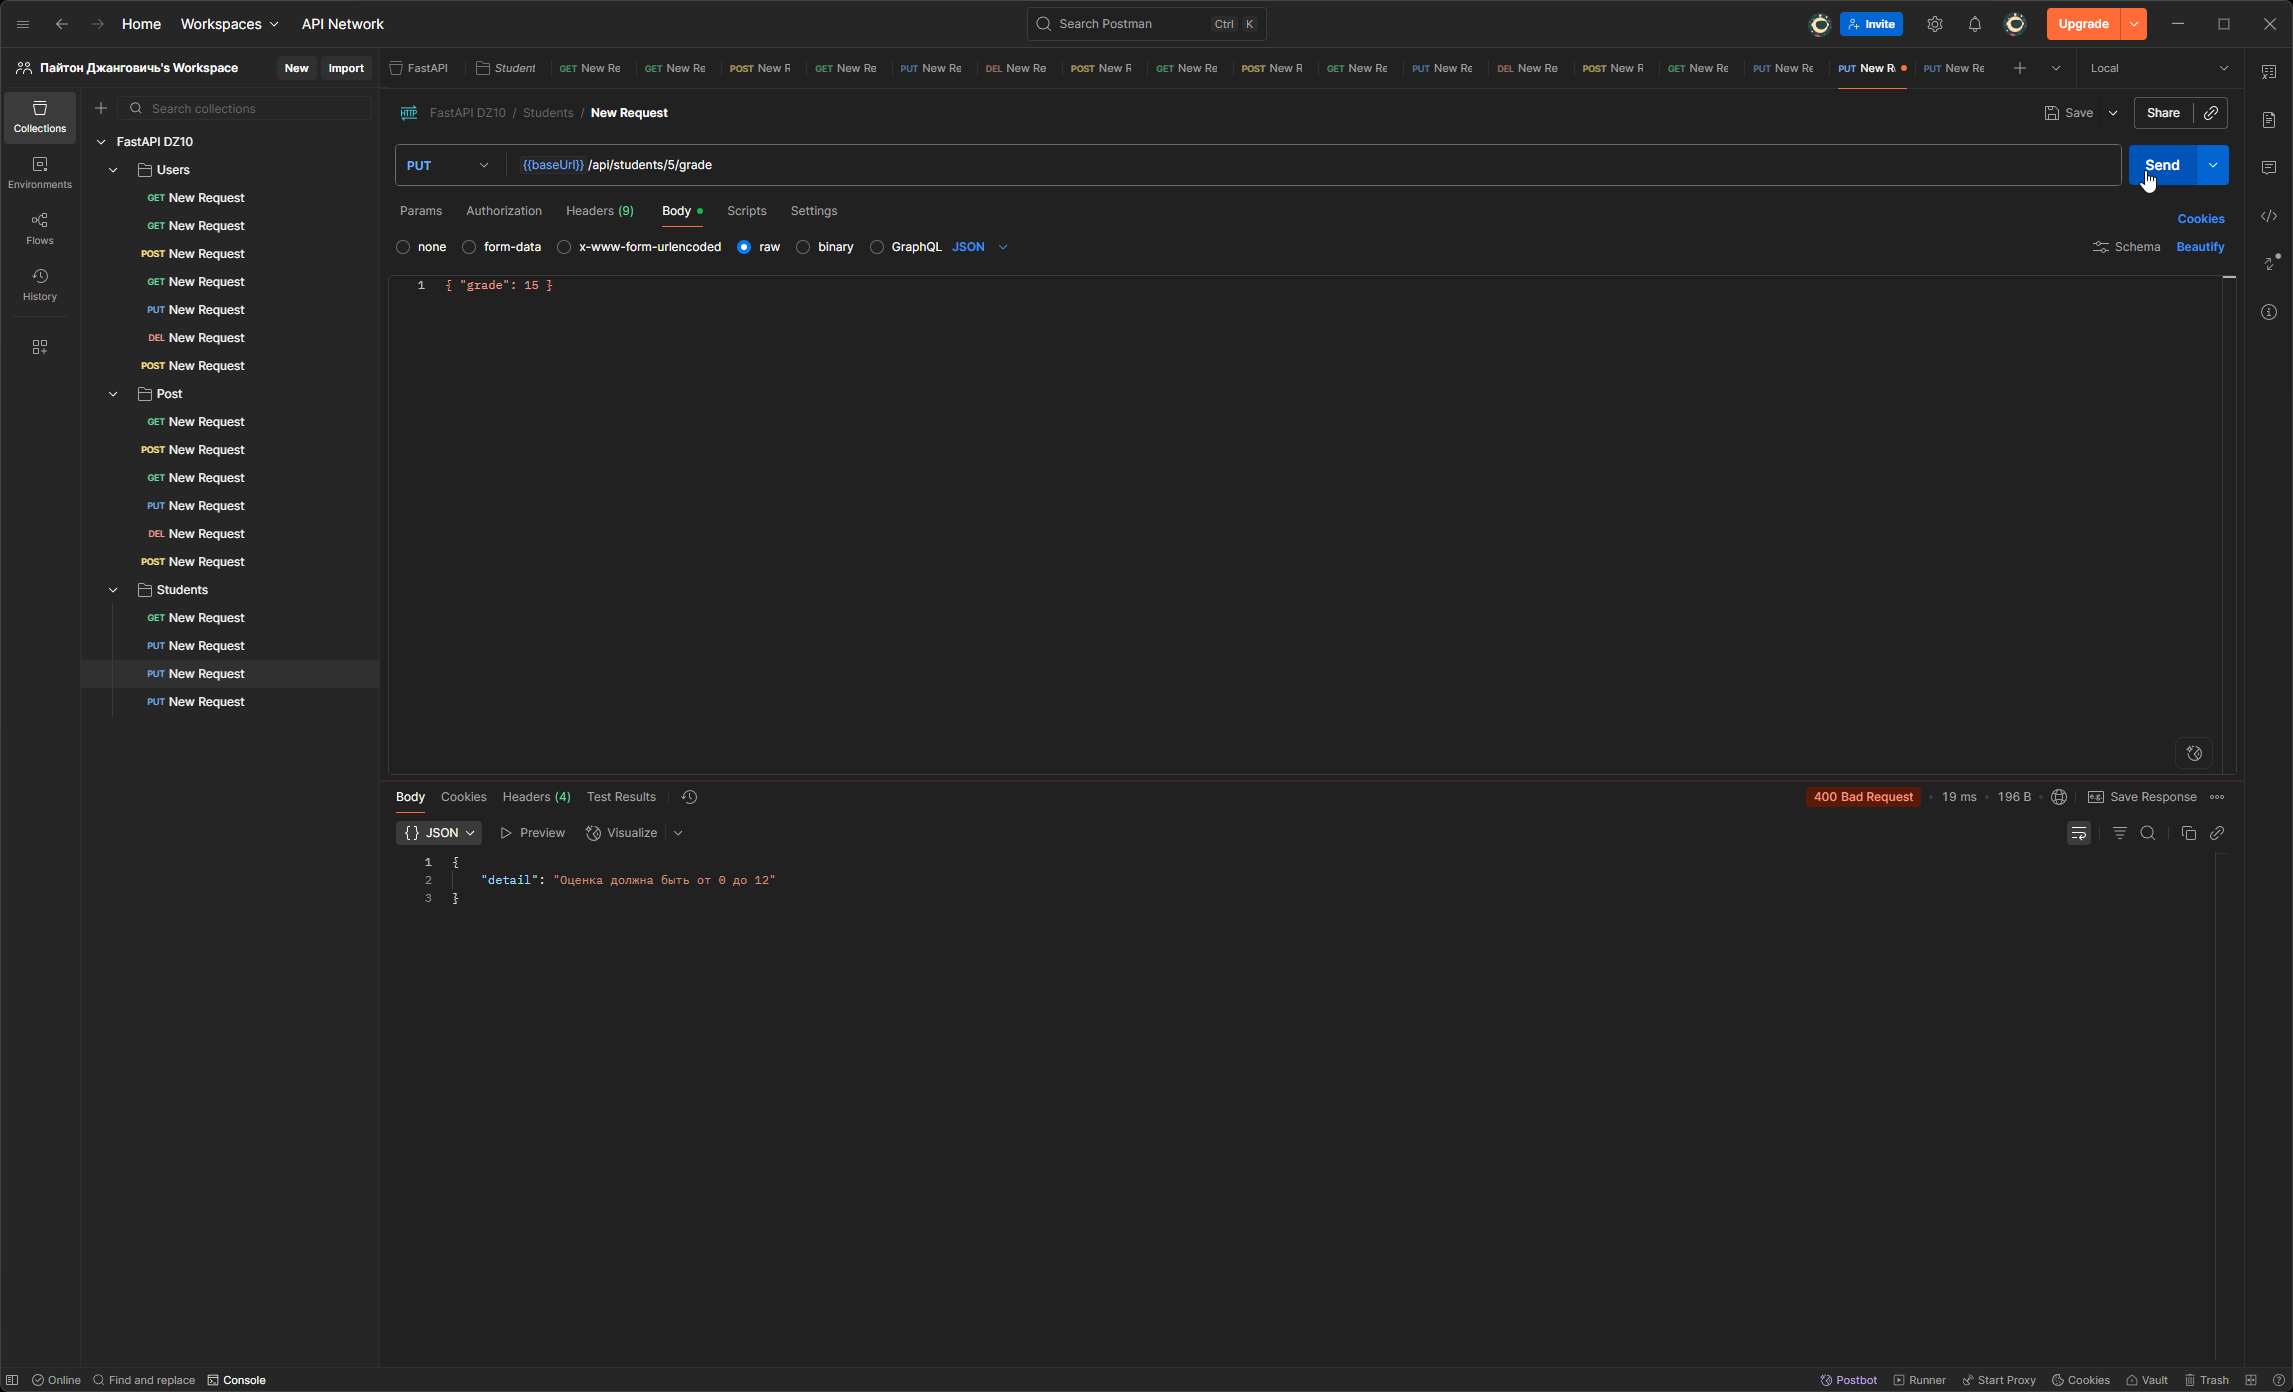 Home Workspaces API Network Search Postman Ctrl K Invite Upgrade
Пайтон Джанговичь's Workspace New Import FastAPI Student GET New Re GET New Re POST New R GET New Re PUT New Re DEL New Re POST New R GET New Re POST New R GET New Re PUT New Re DEL New Re POST New R GET New Re PUT New Re PUT New R PUT New Re Local
Collections
Environments
Flows
History
Search collections
FastAPI DZ10
Users
GET New Request
GET New Request
POST New Request
GET New Request
PUT New Request
DEL New Request
POST New Request
Post
GET New Request
POST New Request
GET New Request
PUT New Request
DEL New Request
POST New Request
Students
GET New Request
PUT New Request
PUT New Request
PUT New Request
HTTP FastAPI DZ10 / Students / New Request Save Share
PUT {{baseUrl}} /api/students/5/grade Send
Params Authorization Headers (9) Body Scripts Settings Cookies
none form-data x-www-form-urlencoded raw binary GraphQL JSON Schema Beautify
1 { "grade": 15 }
Body Cookies Headers (4) Test Results 400 Bad Request 19 ms 196 B e.g. Save Response
{} JSON Preview Visualize
1 {
2 "detail": "Оценка должна быть от 0 до 12"
3 }
Online Find and replace Console Postbot Runner Start Proxy Cookies Vault Trash